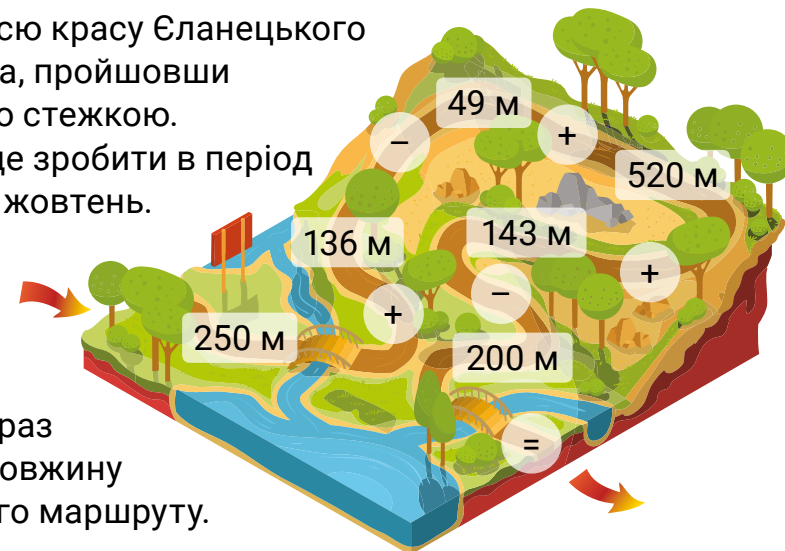 сю красу Єланецького
а, пройшовши
о стежкою.
де зробити в період
жовтень.
49 м
–
+
520 м
136 м
143 м
+
–
+
250 м
200 м
=
раз
овжину
го маршруту.